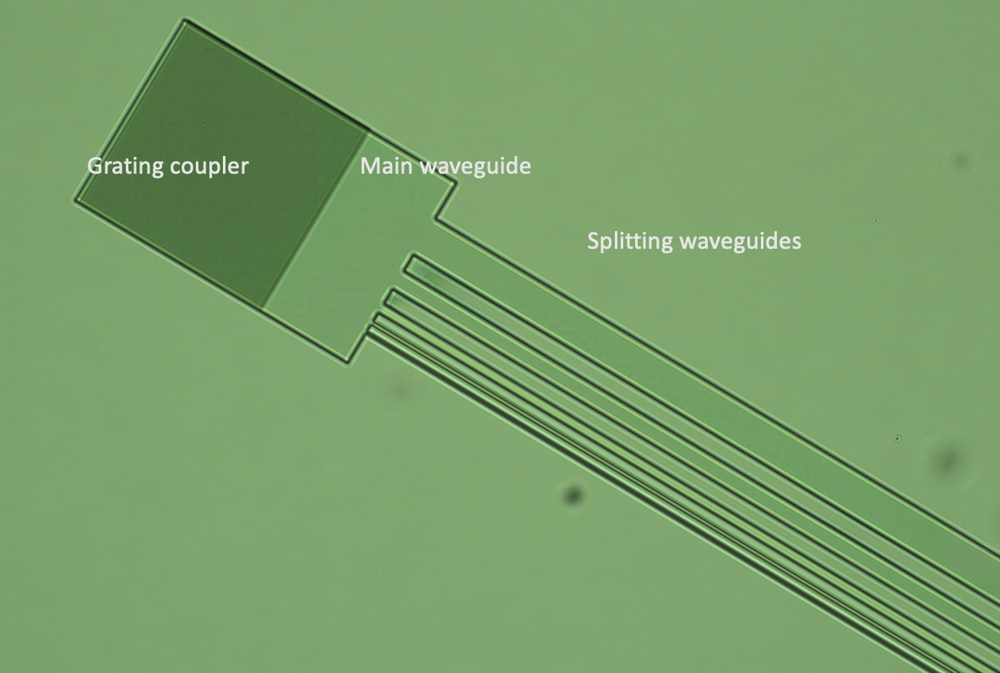 Grating coupler
Main waveguide
Splitting waveguides